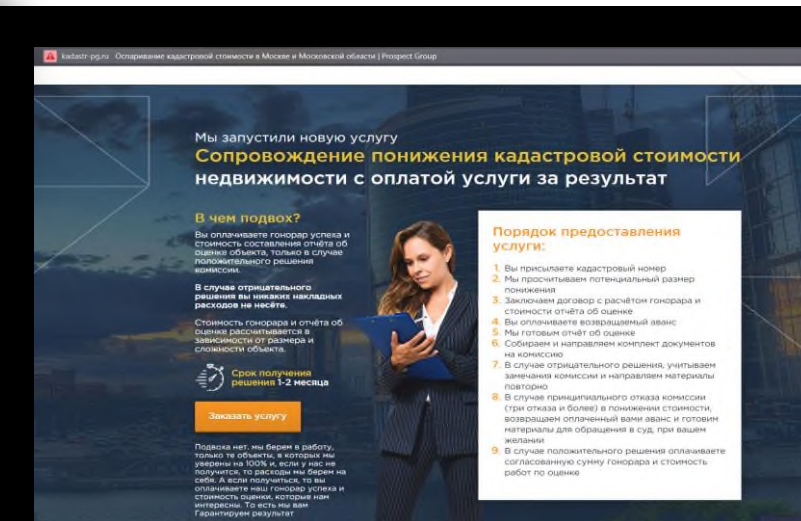 kadastr-pg.ru Оспаривание кадастровой стоимости в Москве и Московской области | Prospect Group
Мы запустили новую услугу
Сопровождение понижения кадастровой стоимости
недвижимости с оплатой услуги за результат
В чем подвох?
Вы оплачиваете гонорар успеха и
стоимость составления отчёта об
оценке объекта, только в случае
положительного решения
комиссии.
В случае отрицательного
решения вы никаких накладных
расходов не несёте.
Стоимость гонорара и отчёта об
оценке рассчитывается в
зависимости от размера и
сложности объекта.
Срок получения
решения 1-2 месяца
Заказать услугу
Подвоха нет, мы берем в работу,
только те объекты, в которых мы
уверены на 100% и, если у нас не
получится, то расходы мы берем на
себя. А если получиться, то вы
оплачиваете наш гонорар успеха и
стоимость оценки, которые нам
интересны. То есть мы вам
Гарантируем результат
Порядок предоставления
услуги:
1. Вы присылаете кадастровый номер
2. Мы просчитываем потенциальный размер
понижения
3. Заключаем договор с расчётом гонорара и
стоимости отчёта об оценке
4. Вы оплачиваете возвращаемый аванс
5. Мы готовим отчёт об оценке
6. Собираем и направляем комплект документов
на комиссию
7. В случае отрицательного решения, учитываем
замечания комиссии и направляем материалы
повторно
8. В случае принципиального отказа комиссии
(три отказа и более) в понижении стоимости,
возвращаем оплаченный вами аванс и готовим
материалы для обращения в суд, при вашем
желании
9. В случае положительного решения оплачиваете
согласованную сумму гонорара и стоимость
работ по оценке